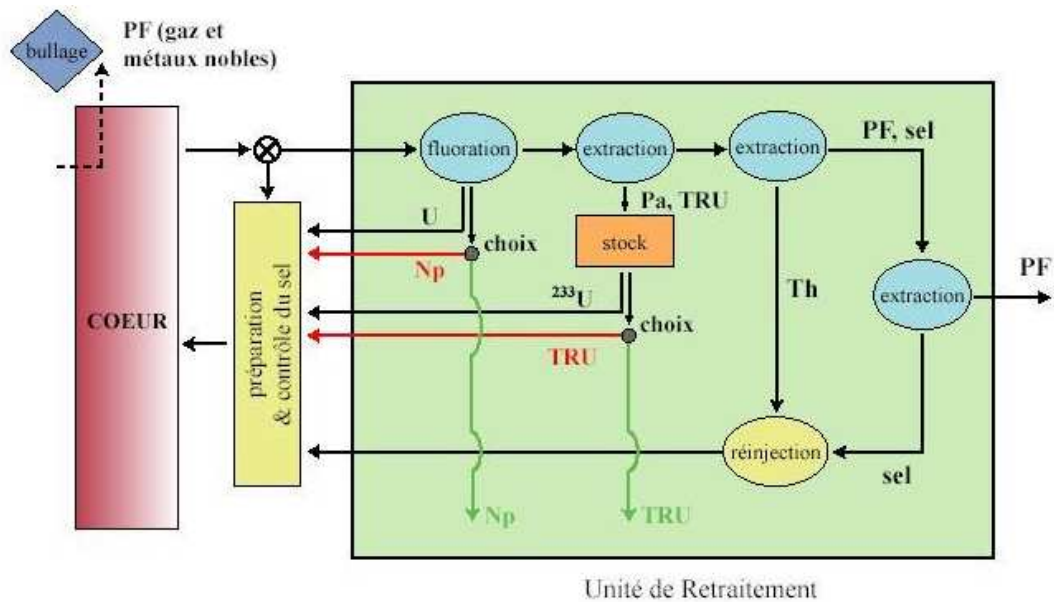 bullage
PF (gaz et
métaux nobles)
COEUR
préparation
& contrôle du sel
fluoration
extraction
extraction
PF, sel
U
Pa, TRU
choix
stock
Np
Th
extraction
PF
²³³U
choix
TRU
réinjection
sel
Np
TRU
Unité de Retraitement